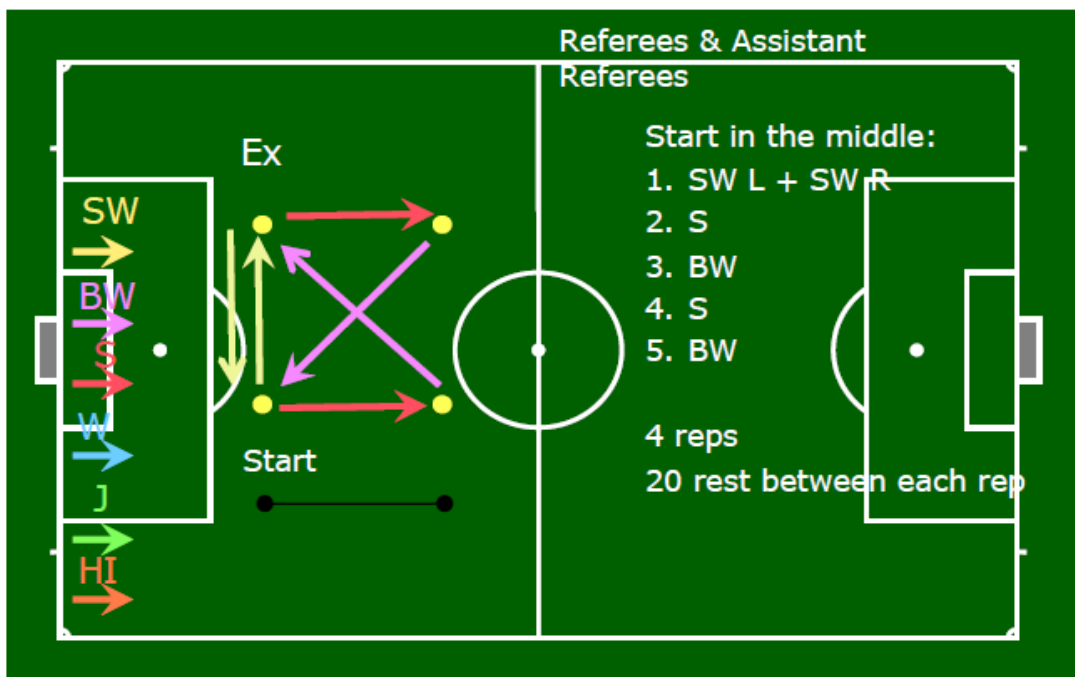 Referees & Assistant
Referees
Start in the middle:
1. SW L + SW R
2. S
3. BW
4. S
5. BW
4 reps
20 rest between each rep
Ex
Start
SW
BW
S
W
J
HI